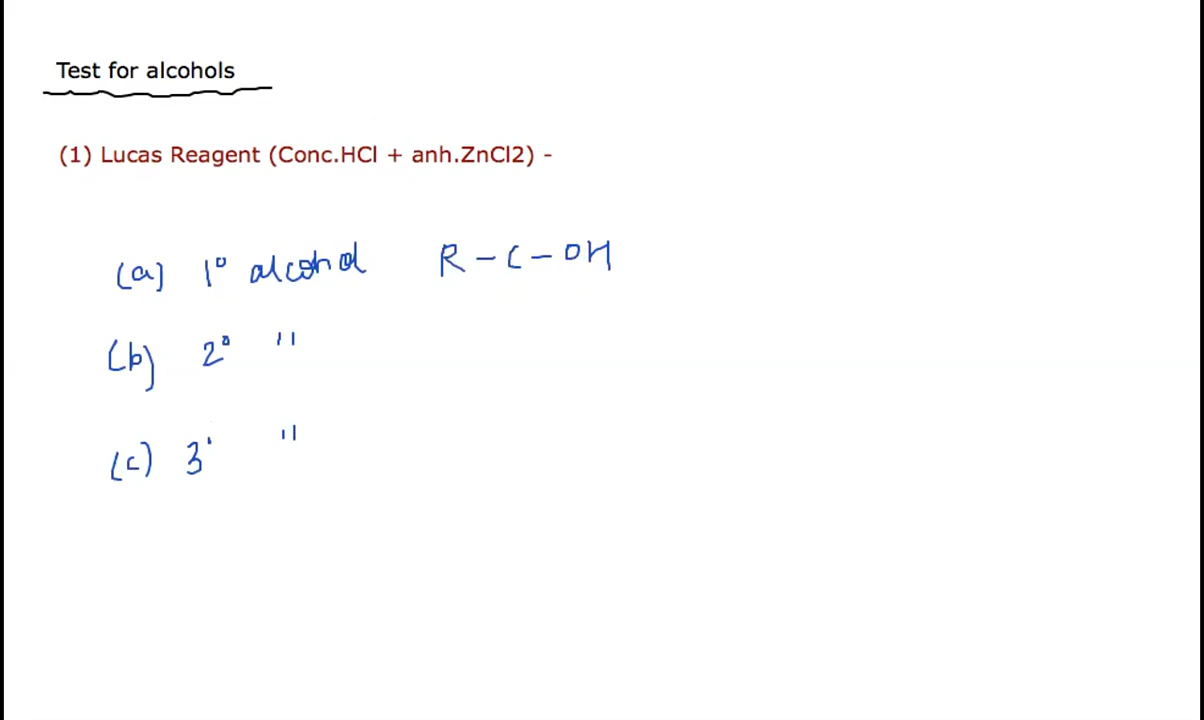 Test for alcohols
(1) Lucas Reagent (Conc.HCl + anh.ZnCl2) -
(a) 1° alcohol R - C - OH
(b) 2° "
(c) 3° "